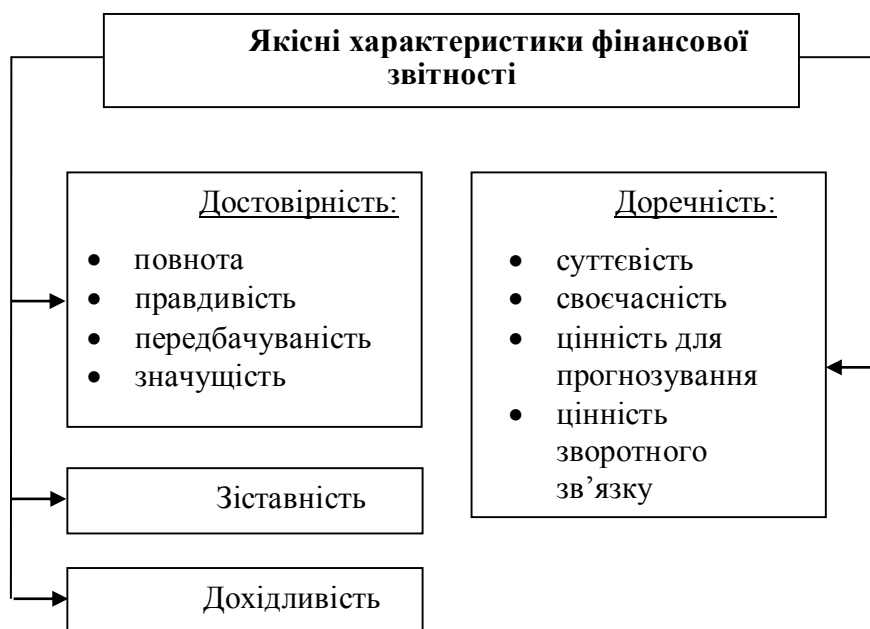 Якісні характеристики фінансової
звітності
Достовірність:
• повнота
• правдивість
• передбачуваність
• значущість
Доречність:
• суттєвість
• своєчасність
• цінність для
прогнозування
• цінність
зворотного
зв’язку
Зіставність
Дохідливість